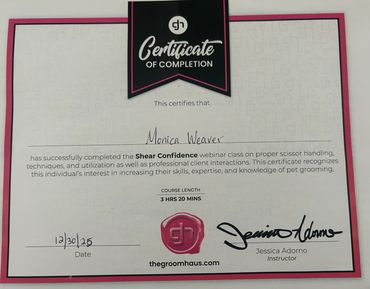 gh
Certificate
OF COMPLETION
This certifies that
Monica Weaver
has successfully completed the Shear Confidence webinar class on proper scissor handling,
techniques, and utilization as well as professional client interactions. This certificate recognizes
this individual's interest in increasing their skills, expertise, and knowledge of pet grooming.
COURSE LENGTH
3 HRS 20 MINS
12/30/25
Date
gh
Jessica Adorno
Jessica Adorno
Instructor
thegroomhaus.com